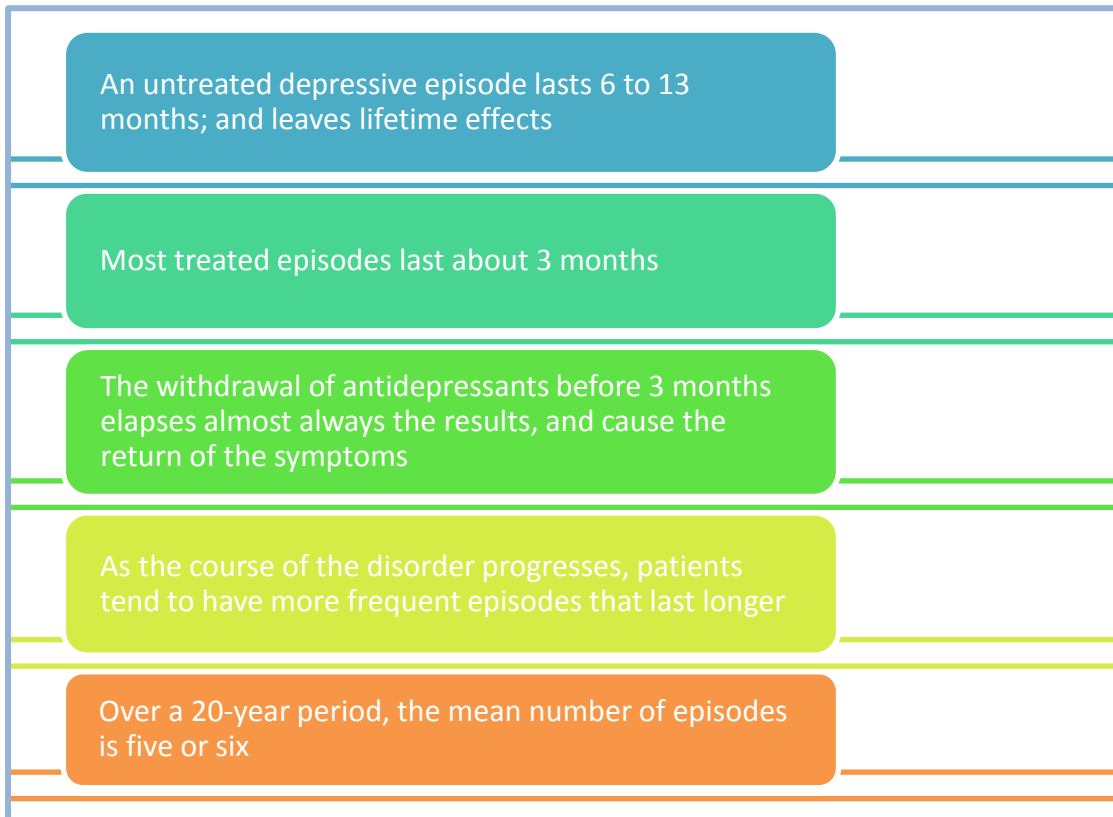 An untreated depressive episode lasts 6 to 13
months; and leaves lifetime effects
Most treated episodes last about 3 months
The withdrawal of antidepressants before 3 months
elapses almost always the results, and cause the
return of the symptoms
As the course of the disorder progresses, patients
tend to have more frequent episodes that last longer
Over a 20-year period, the mean number of episodes
is five or six